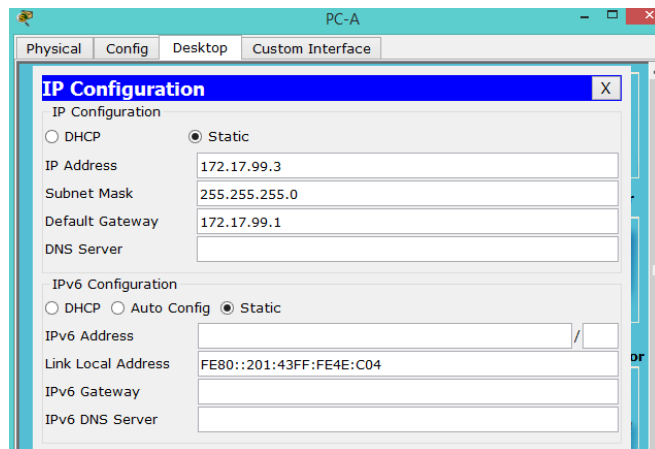 PC-A
Physical Config Desktop Custom Interface
IP Configuration X
IP Configuration
DHCP Static
IP Address 172.17.99.3
Subnet Mask 255.255.255.0
Default Gateway 172.17.99.1
DNS Server
IPv6 Configuration
DHCP Auto Config Static
IPv6 Address /
Link Local Address FE80::201:43FF:FE4E:C04
IPv6 Gateway
IPv6 DNS Server